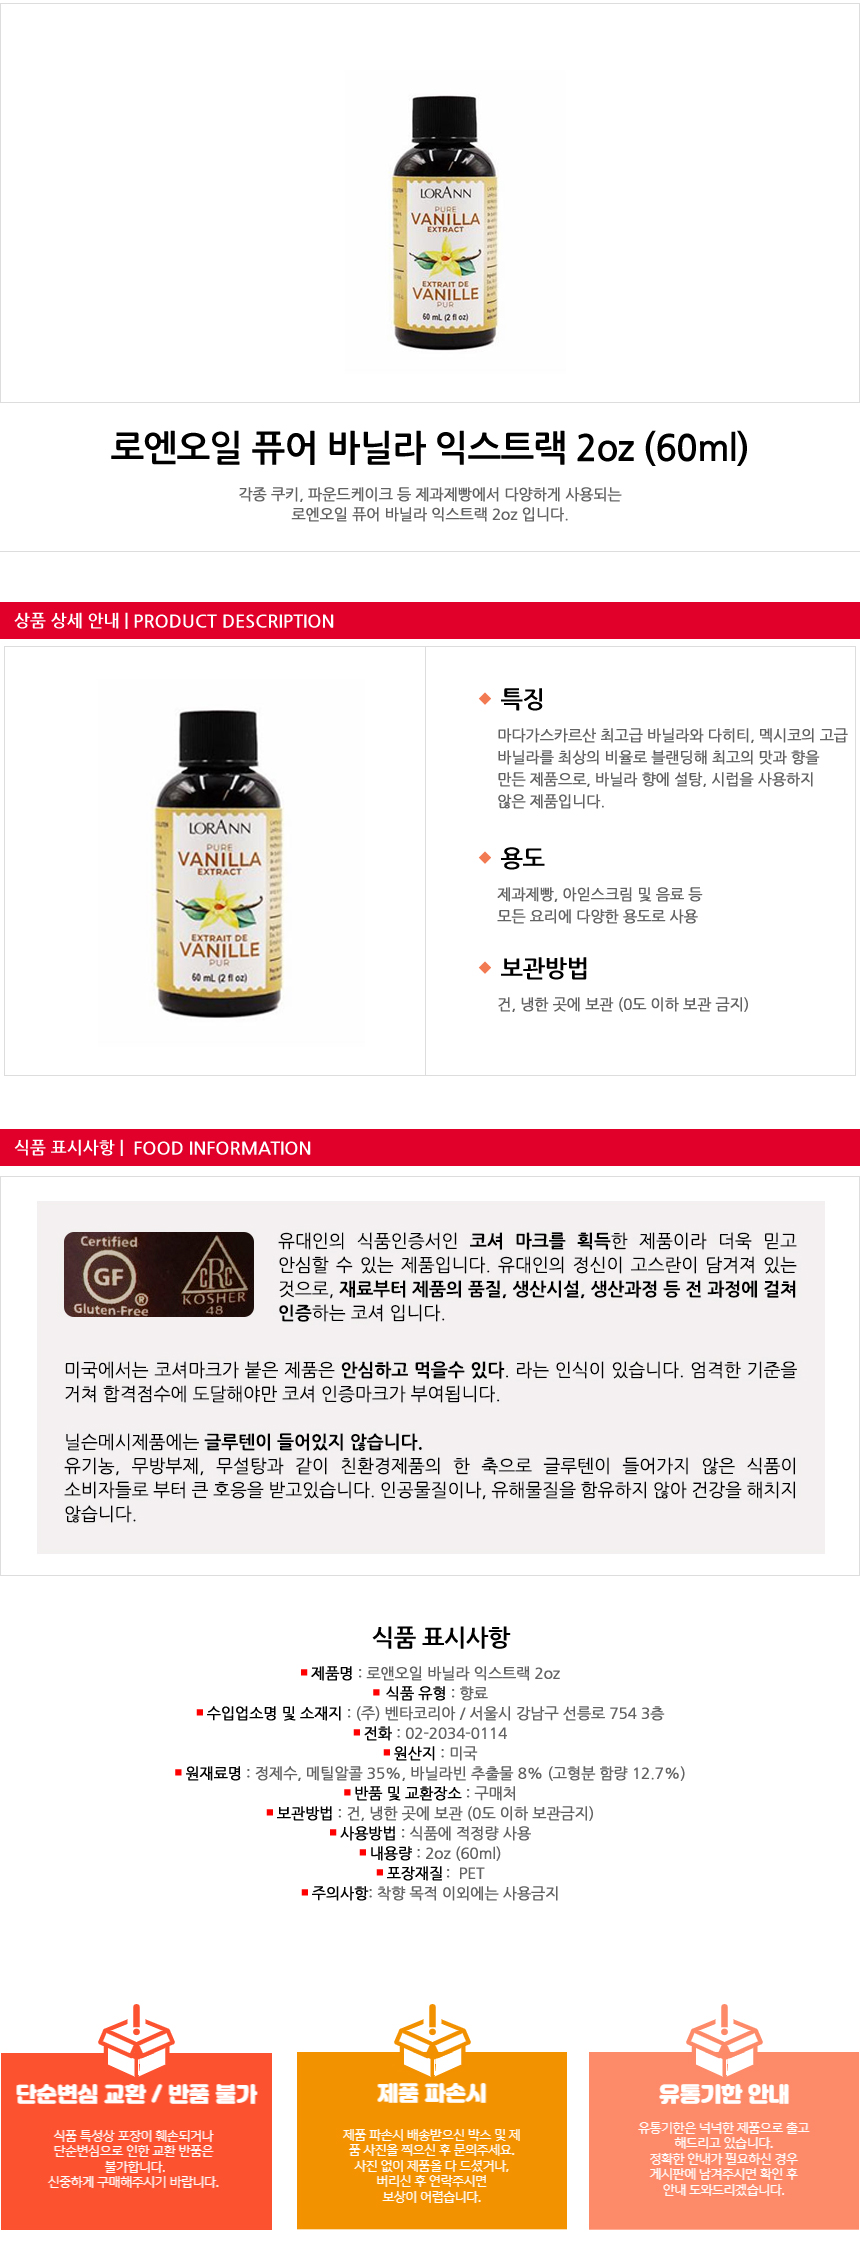 LORANN
PURE
VANILLA
EXTRACT
EXTRAIT DE
VANILLE
PUR
60 mL (2 fl oz)
로엔오일 퓨어 바닐라 익스트랙 2oz (60ml)
각종 쿠키, 파운드케이크 등 제과제빵에서 다양하게 사용되는
로엔오일 퓨어 바닐라 익스트랙 2oz 입니다.
상품 상세 안내 | PRODUCT DESCRIPTION
LORANN
PURE
VANILLA
EXTRACT
EXTRAIT DE
VANILLE
PUR
60 mL (2 fl oz)
특징
마다가스카르산 최고급 바닐라와 다히티, 멕시코의 고급
바닐라를 최상의 비율로 블랜딩해 최고의 맛과 향을
만든 제품으로, 바닐라 향에 설탕, 시럽을 사용하지
않은 제품입니다.
용도
제과제빵, 아읻스크림 및 음료 등
모든 요리에 다양한 용도로 사용
보관방법
건, 냉한 곳에 보관 (0도 이하 보관 금지)
식품 표시사항 | FOOD INFORMATION
Certified
GF
Gluten-Free ®
CRC
KOSHER
48
유대인의 식품인증서인 코셔 마크를 획득한 제품이라 더욱 믿고
안심할 수 있는 제품입니다. 유대인의 정신이 고스란이 담겨져 있는
것으로, 재료부터 제품의 품질, 생산시설, 생산과정 등 전 과정에 걸쳐
인증하는 코셔 입니다.
미국에서는 코셔마크가 붙은 제품은 안심하고 먹을수 있다. 라는 인식이 있습니다. 엄격한 기준을
거쳐 합격점수에 도달해야만 코셔 인증마크가 부여됩니다.
닐슨메시제품에는 글루텐이 들어있지 않습니다.
유기농, 무방부제, 무설탕과 같이 친환경제품의 한 축으로 글루텐이 들어가지 않은 식품이
소비자들로 부터 큰 호응을 받고있습니다. 인공물질이나, 유해물질을 함유하지 않아 건강을 해치지
않습니다.
식품 표시사항
제품명 : 로앤오일 바닐라 익스트랙 2oz
식품 유형 : 향료
수입업소명 및 소재지 : (주) 벤타코리아 / 서울시 강남구 선릉로 754 3층
전화 : 02-2034-0114
원산지 : 미국
원재료명 : 정제수, 메틸알콜 35%, 바닐라빈 추출물 8% (고형분 함량 12.7%)
반품 및 교환장소 : 구매처
보관방법 : 건, 냉한 곳에 보관 (0도 이하 보관금지)
사용방법 : 식품에 적정량 사용
내용량 : 2oz (60ml)
포장재질 : PET
주의사항: 착향 목적 이외에는 사용금지
단순변심 교환 / 반품 불가
식품 특성상 포장이 훼손되거나
단순변심으로 인한 교환 반품은
불가합니다.
신중하게 구매해주시기 바랍니다.
제품 파손시
제품 파손시 배송받으신 박스 및 제
품 사진을 찍으신 후 문의주세요.
사진 없이 제품을 다 드셨거나,
버리신 후 연락주시면
보상이 어렵습니다.
유통기한 안내
유통기한은 넉넉한 제품으로 출고
해드리고 있습니다.
정확한 안내가 필요하신 경우
게시판에 남겨주시면 확인 후
안내 도와드리겠습니다.